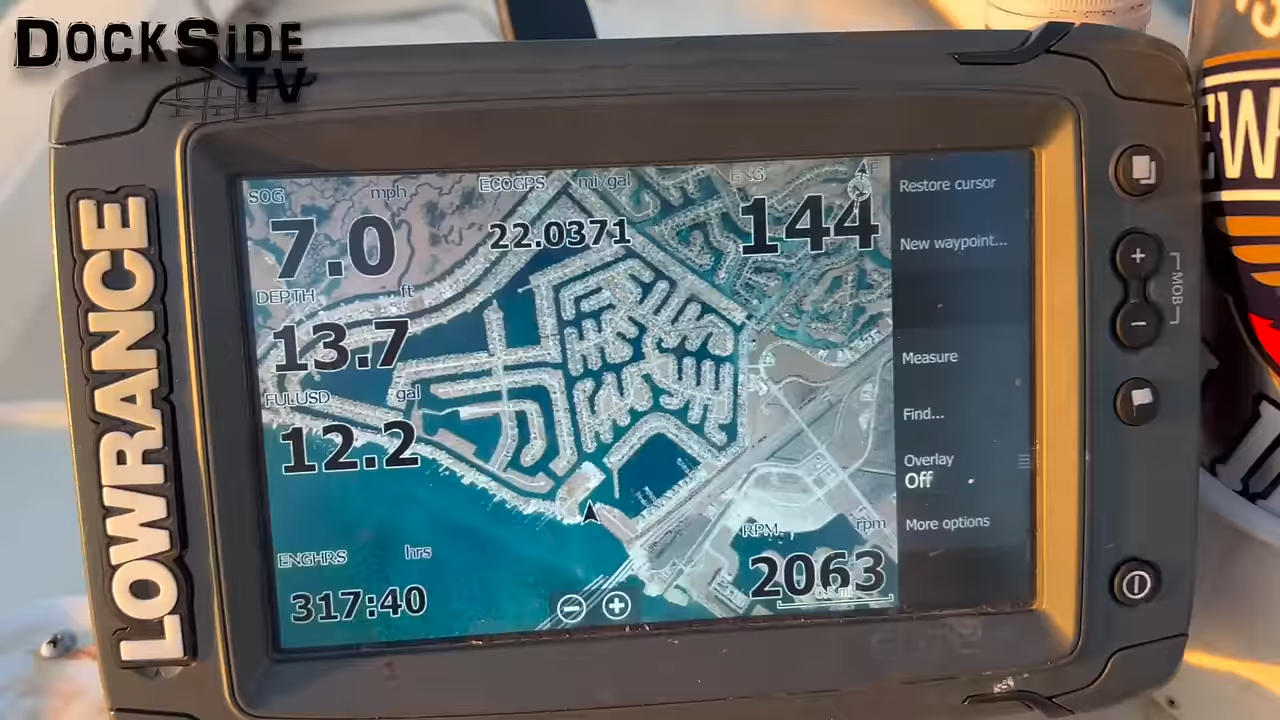 DOCKSIDE
TV
LOWRANCE
SOG mph
7.0
DEPTH ft
13.7
FULUSD gal
12.2
ENGHRS hrs
317:40
ECOGPS mi/gal
22.0371
ENG °F
144
RPM rpm
2063
Restore cursor
New waypoint...
Measure
Find...
Overlay
Off
More options
+
MOB
−